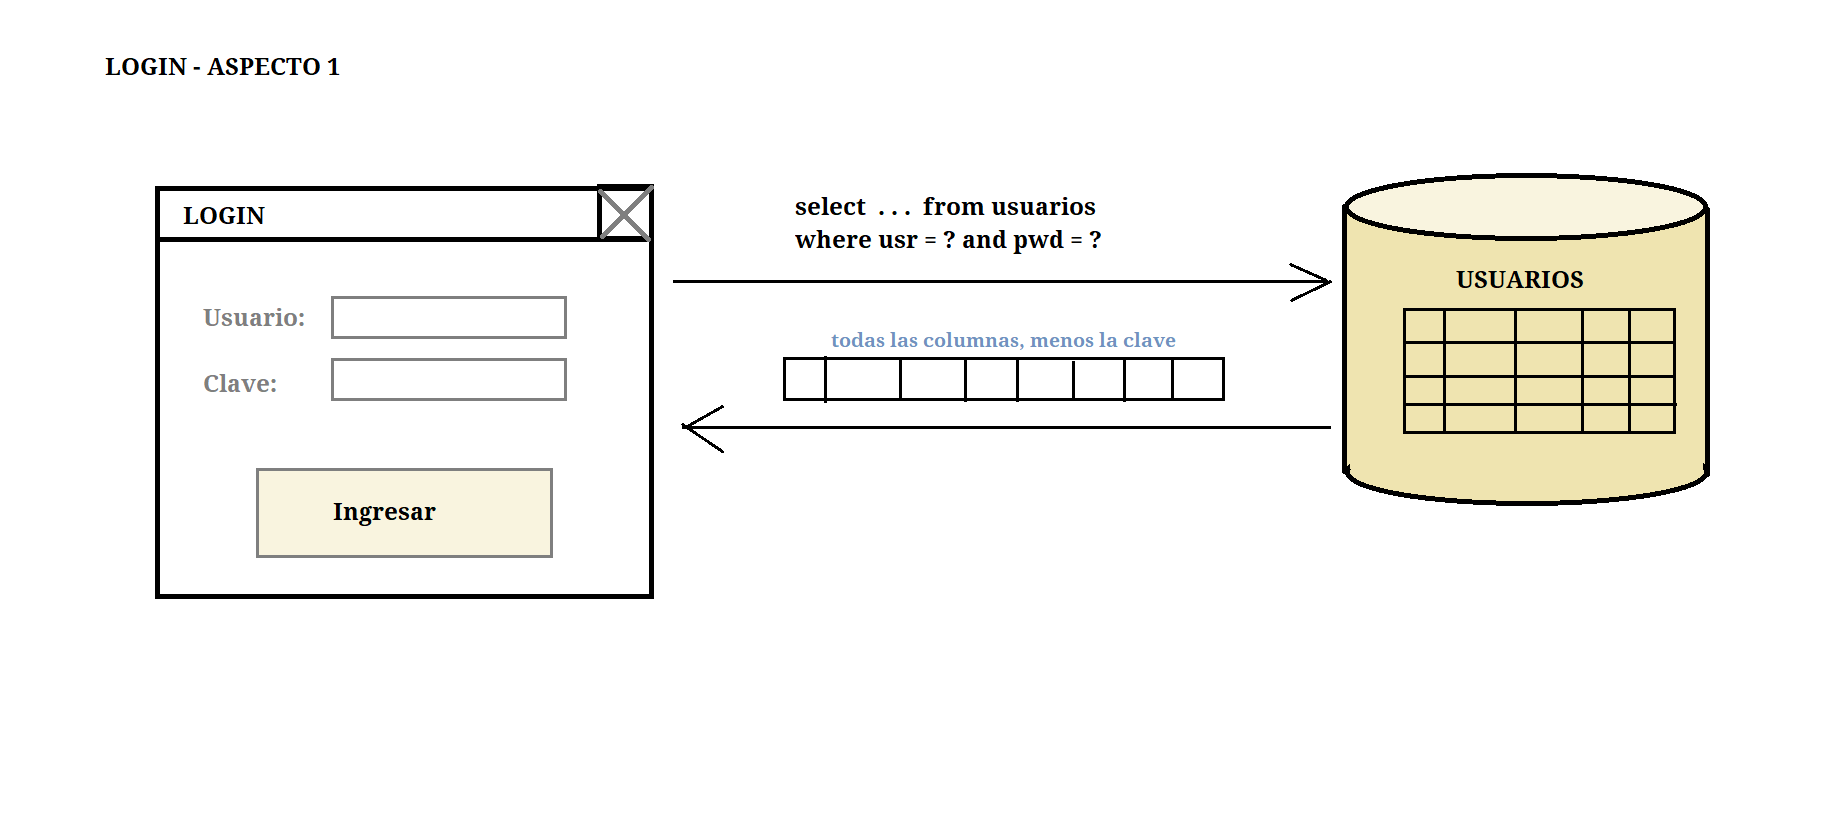 LOGIN - ASPECTO 1
LOGIN
Usuario:
Clave:
Ingresar
select ... from usuarios
where usr = ? and pwd = ?
todas las columnas, menos la clave
USUARIOS